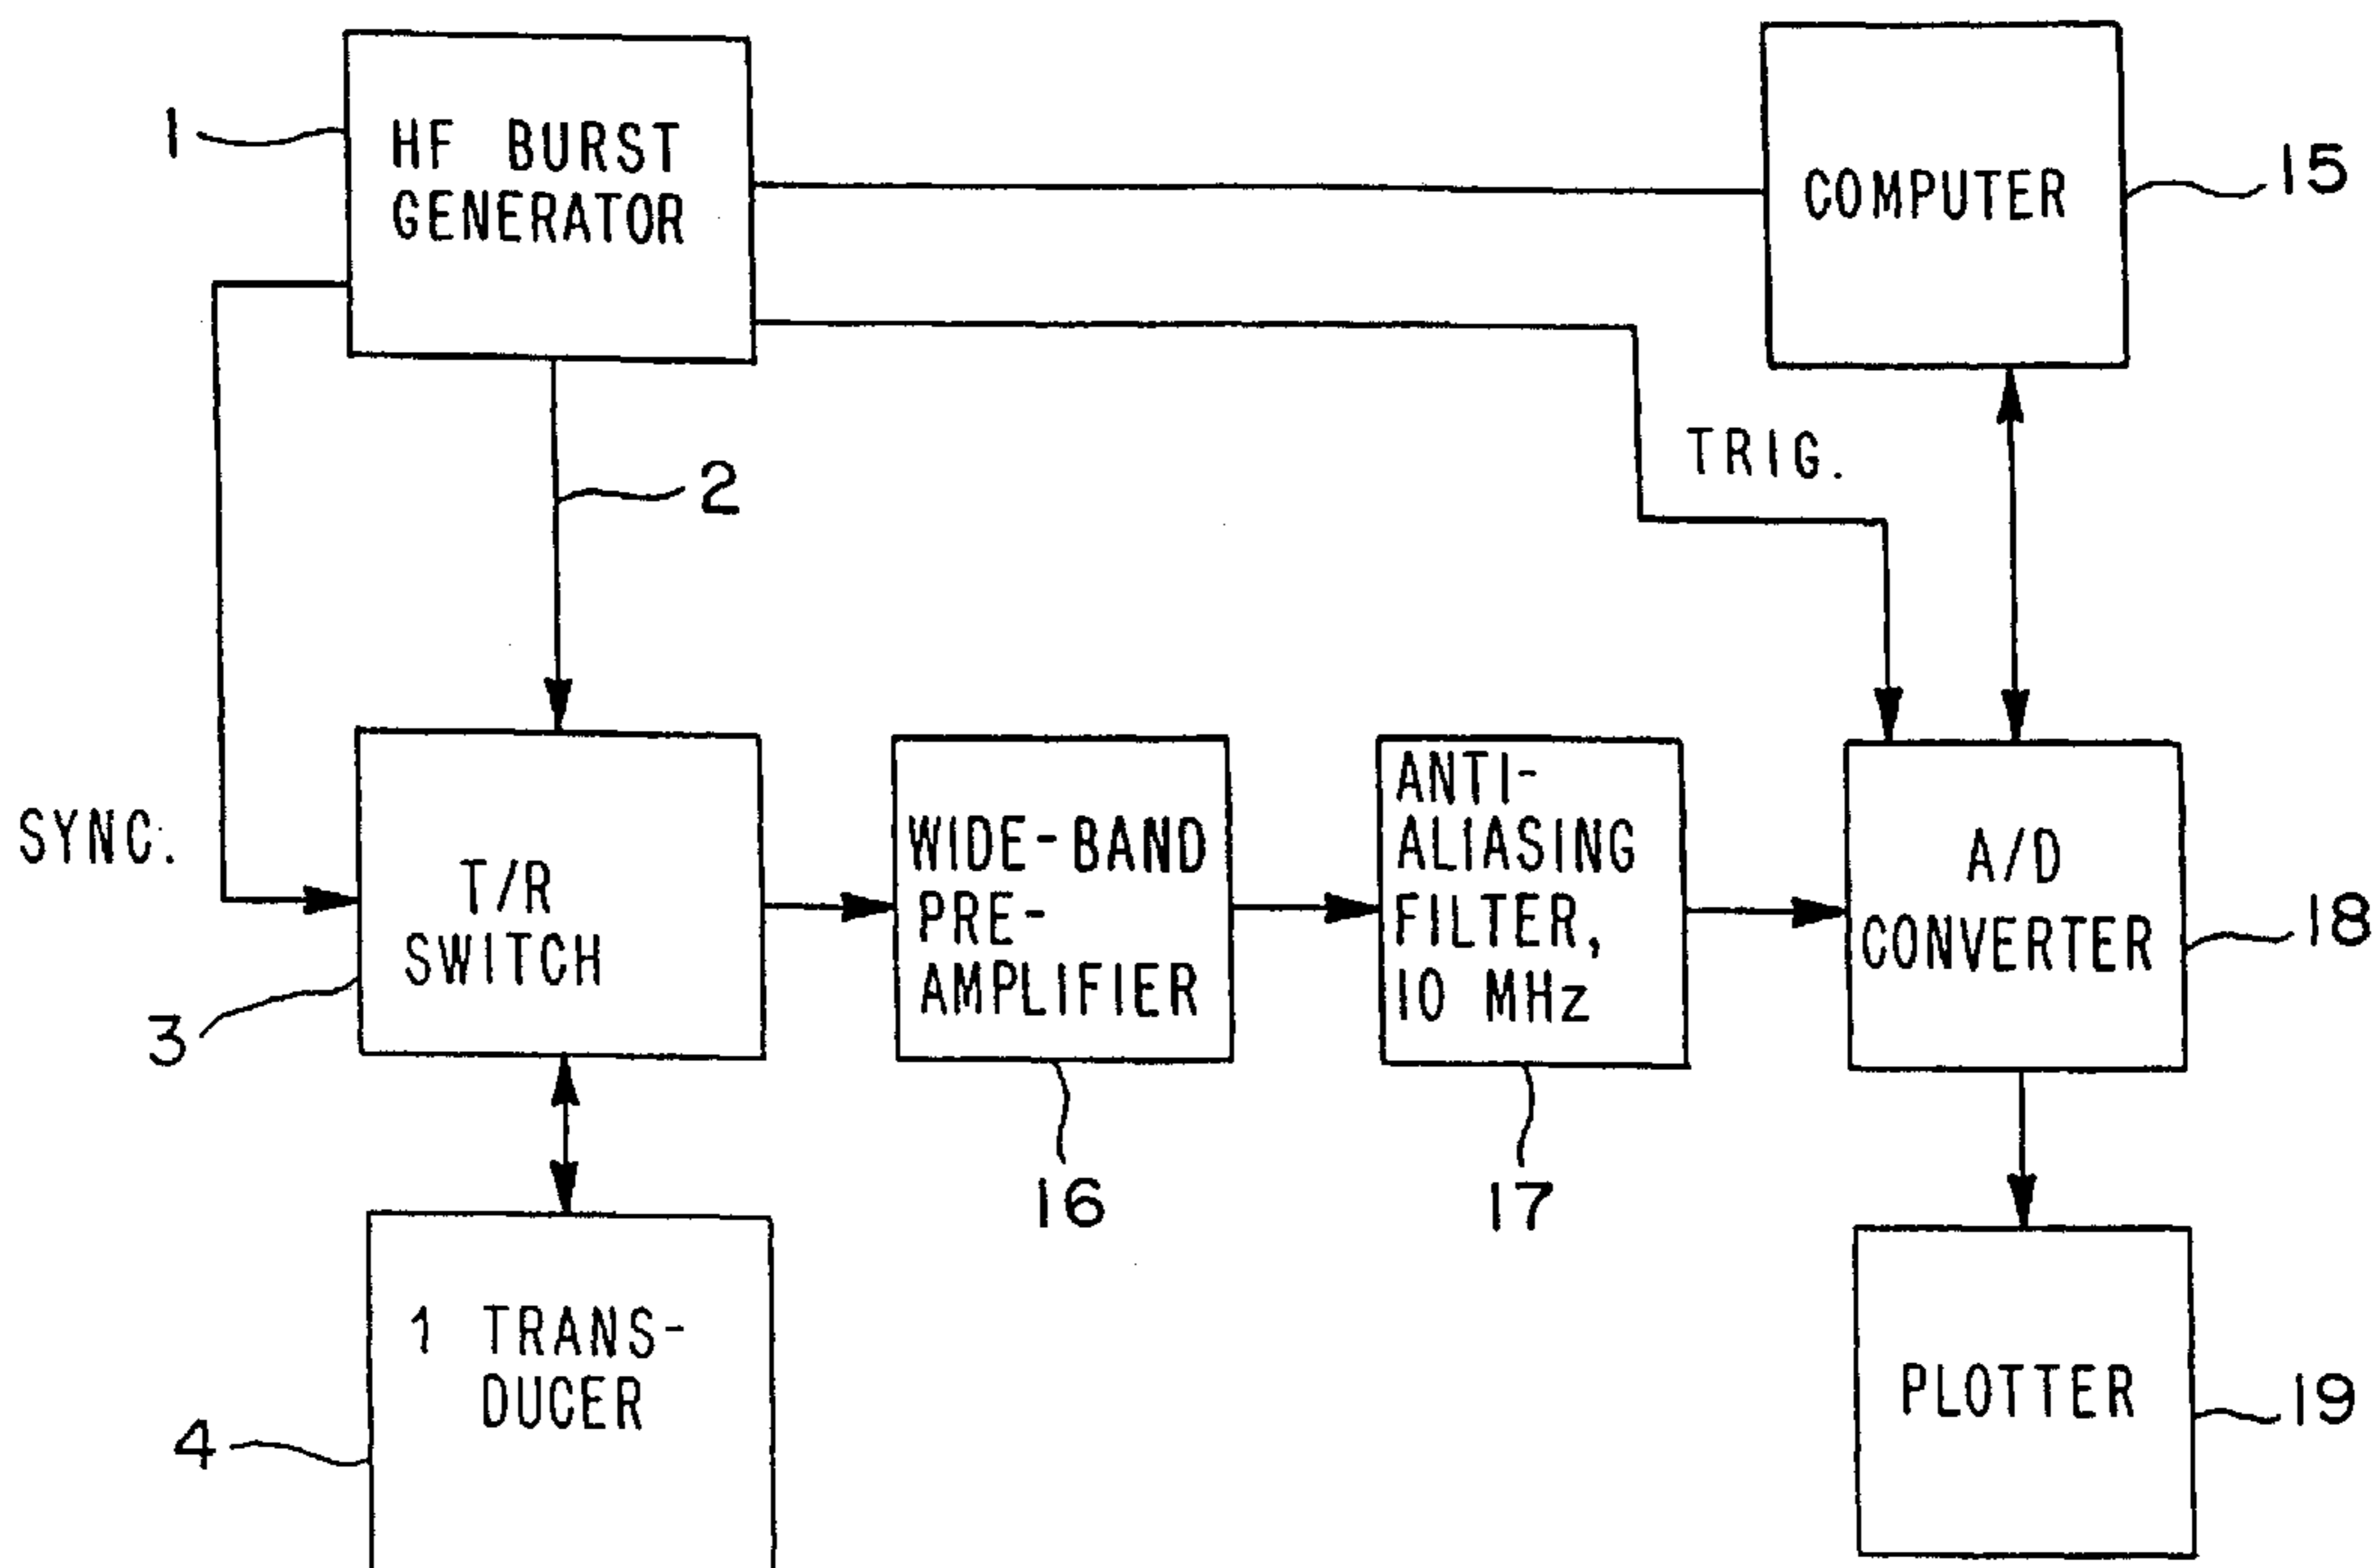 1
HF BURST
GENERATOR
COMPUTER
15
2
TRIG.
SYNC.
T/R
SWITCH
3
WIDE-BAND
PRE-
AMPLIFIER
16
ANTI-
ALIASING
FILTER,
10 MHz
17
A/D
CONVERTER
18
1 TRANS-
DUCER
4
PLOTTER
19